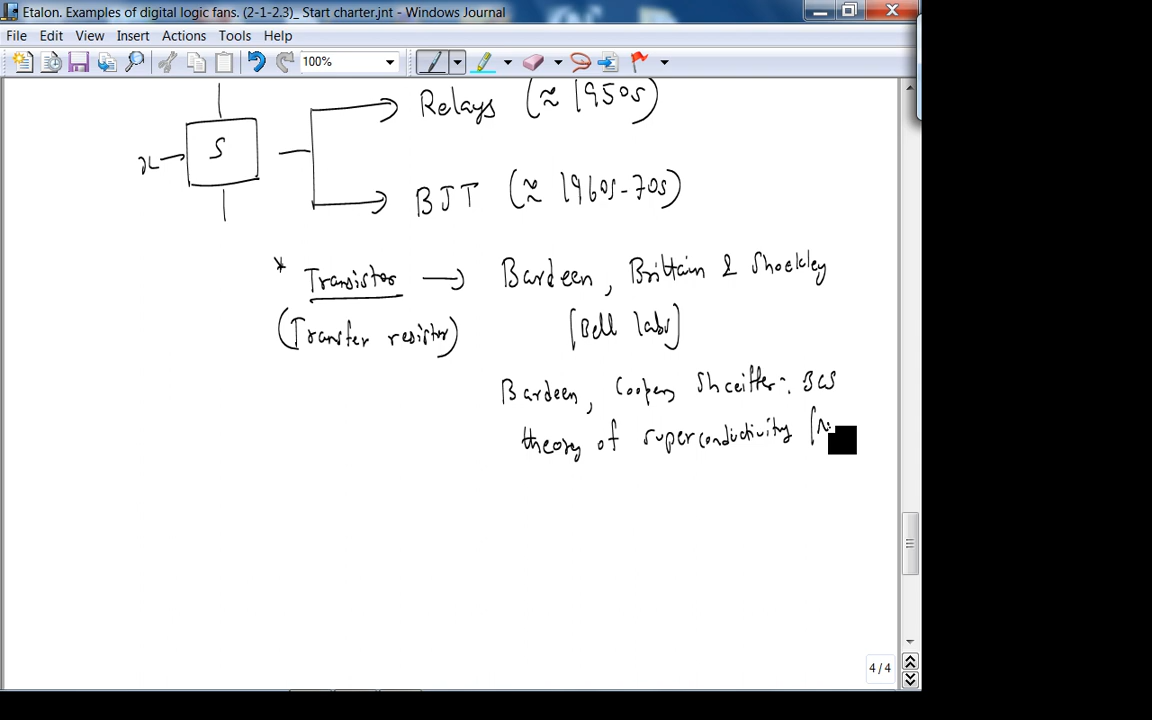 Etalon. Examples of digital logic fans. (2-1-2.3)_ Start charter.jnt - Windows Journal
File Edit View Insert Actions Tools Help
100%
Relays (≈ 1950s)
x → S
BJT (≈ 1960s-70s)
* Transistor → Bardeen, Brittain & Shockley
(Transfer resistor) [Bell labs]
Bardeen, Cooper, Shceiffer: BCS
theory of superconductivity [N
4 / 4